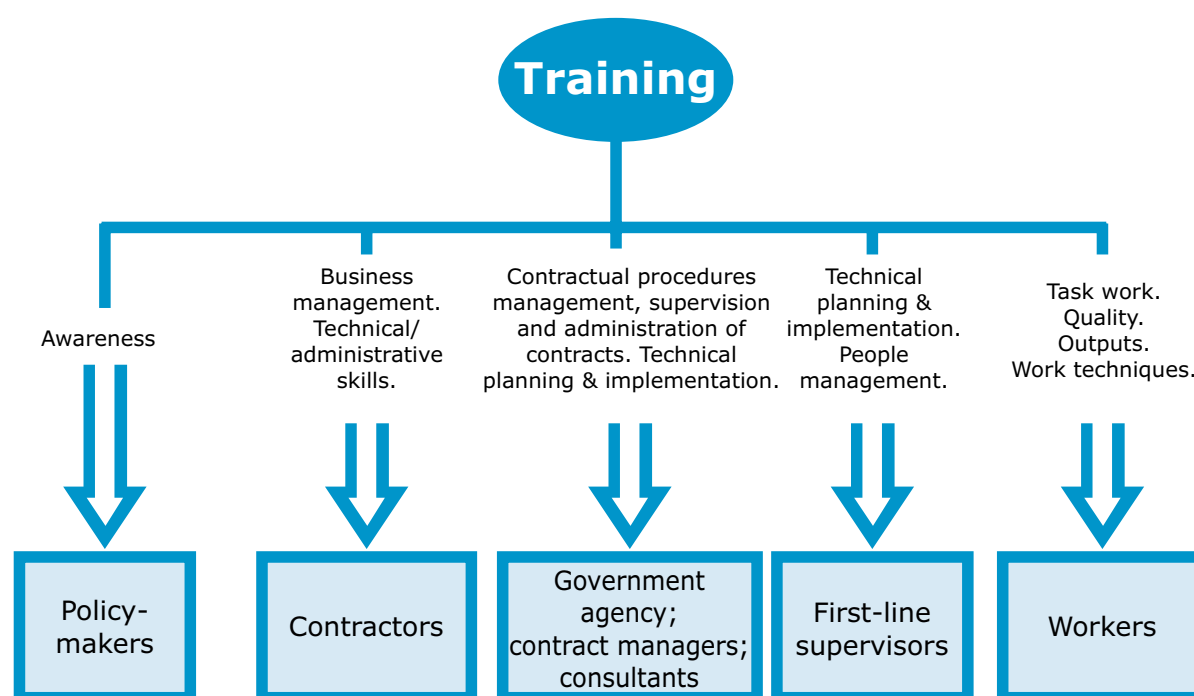 Training
Awareness
Business
management.
Technical/
administrative
skills.
Contractual procedures
management, supervision
and administration of
contracts. Technical
planning & implementation.
Technical
planning &
implementation.
People
management.
Task work.
Quality.
Outputs.
Work techniques.
Policy-
makers
Contractors
Government
agency;
contract managers;
consultants
First-line
supervisors
Workers